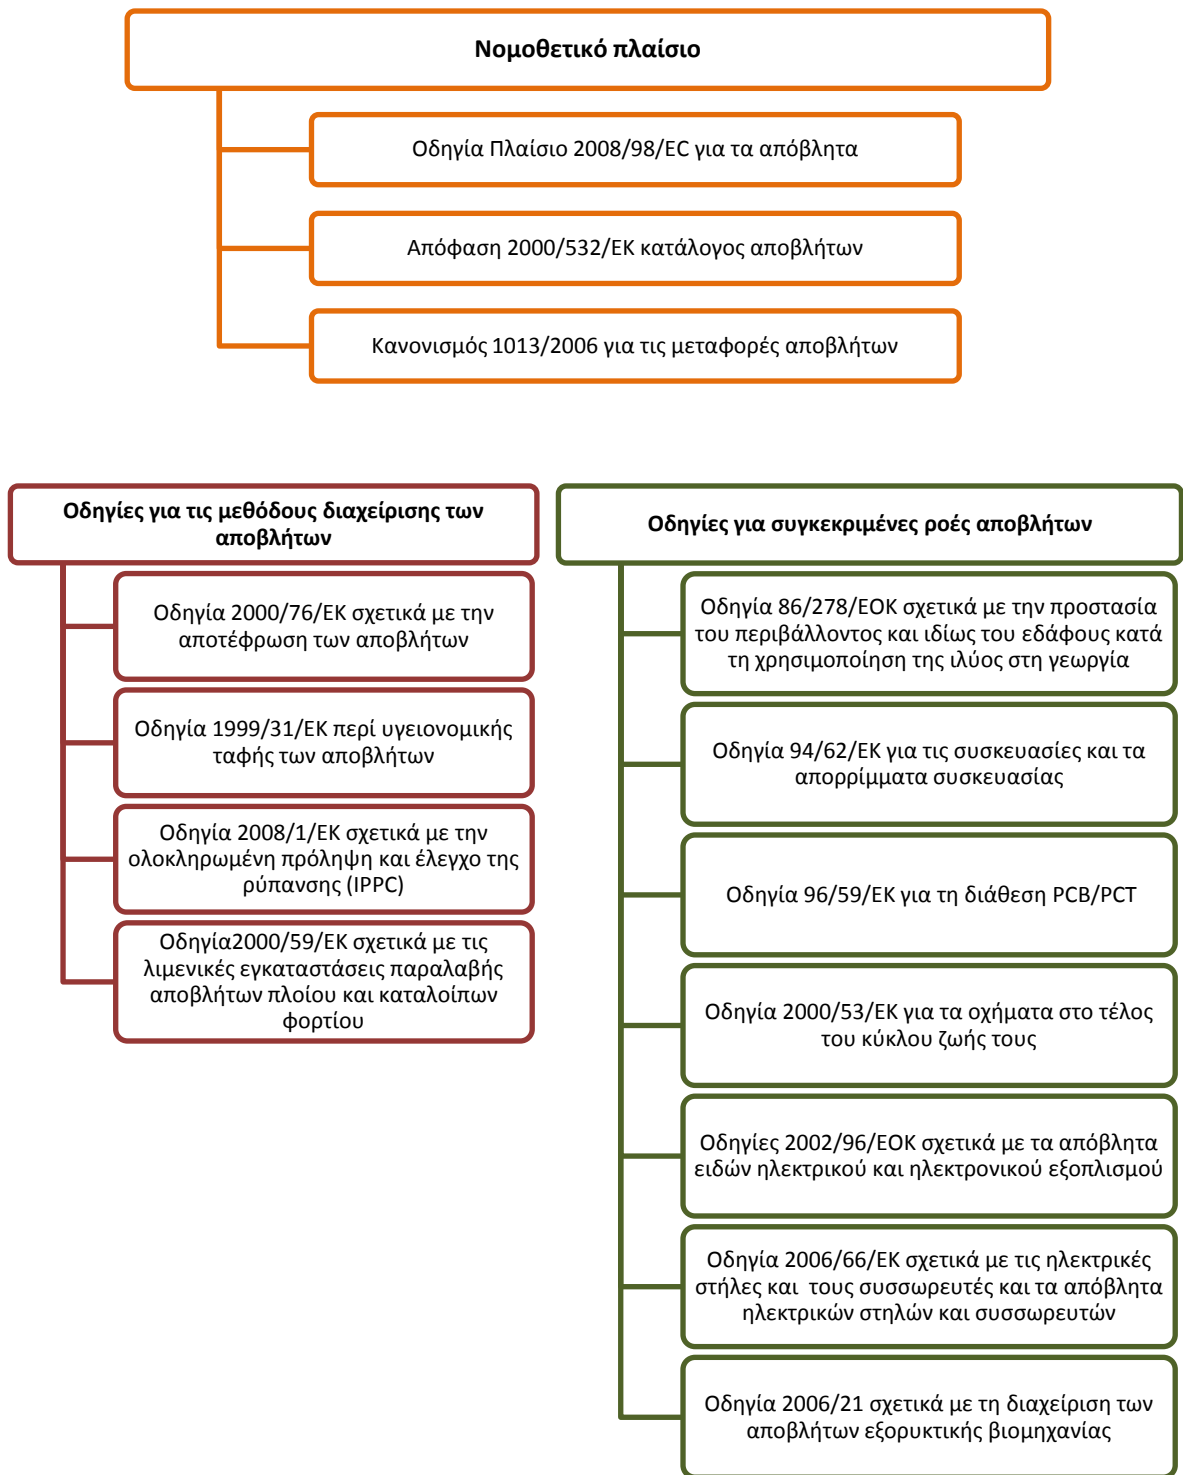 Νομοθετικό πλαίσιο
Οδηγία Πλαίσιο 2008/98/EC για τα απόβλητα
Απόφαση 2000/532/ΕΚ κατάλογος αποβλήτων
Κανονισμός 1013/2006 για τις μεταφορές αποβλήτων
Οδηγίες για τις μεθόδους διαχείρισης των
αποβλήτων
Οδηγία 2000/76/ΕΚ σχετικά με την
αποτέφρωση των αποβλήτων
Οδηγία 1999/31/ΕΚ περί υγειονομικής
ταφής των αποβλήτων
Οδηγία 2008/1/ΕΚ σχετικά με την
ολοκληρωμένη πρόληψη και έλεγχο της
ρύπανσης (IPPC)
Οδηγία2000/59/ΕΚ σχετικά με τις
λιμενικές εγκαταστάσεις παραλαβής
αποβλήτων πλοίου και καταλοίπων
φορτίου
Οδηγίες για συγκεκριμένες ροές αποβλήτων
Οδηγία 86/278/ΕΟΚ σχετικά με την προστασία
του περιβάλλοντος και ιδίως του εδάφους κατά
τη χρησιμοποίηση της ιλύος στη γεωργία
Οδηγία 94/62/ΕΚ για τις συσκευασίες και τα
απορρίμματα συσκευασίας
Οδηγία 96/59/ΕΚ για τη διάθεση PCB/PCT
Οδηγία 2000/53/ΕΚ για τα οχήματα στο τέλος
του κύκλου ζωής τους
Οδηγίες 2002/96/ΕΟΚ σχετικά με τα απόβλητα
ειδών ηλεκτρικού και ηλεκτρονικού εξοπλισμού
Οδηγία 2006/66/ΕΚ σχετικά με τις ηλεκτρικές
στήλες και τους συσσωρευτές και τα απόβλητα
ηλεκτρικών στηλών και συσσωρευτών
Οδηγία 2006/21 σχετικά με τη διαχείριση των
αποβλήτων εξορυκτικής βιομηχανίας